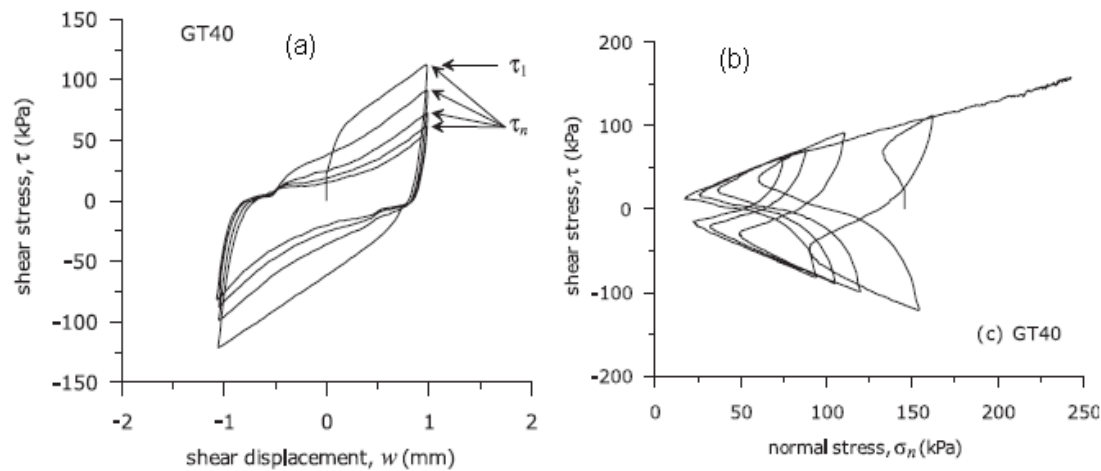 GT40
(a)
150
100
50
0
-50
-100
-150
τ1
τn
shear stress, τ (kPa)
-2
-1
0
1
2
shear displacement, w (mm)
(b)
200
100
0
-100
-200
shear stress, τ (kPa)
(c) GT40
0
50
100
150
200
250
normal stress, σn (kPa)